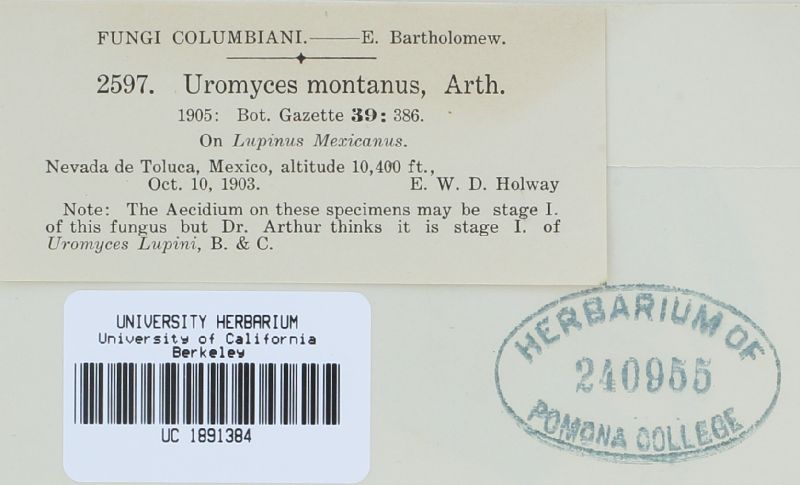 FUNGI COLUMBIANI.——E. Bartholomew.
2597. Uromyces montanus, Arth.
1905: Bot. Gazette 39: 386.
On Lupinus Mexicanus.
Nevada de Toluca, Mexico, altitude 10,400 ft.,
Oct. 10, 1903. E. W. D. Holway
Note: The Aecidium on these specimens may be stage I.
of this fungus but Dr. Arthur thinks it is stage I. of
Uromyces Lupini, B. & C.
UNIVERSITY HERBARIUM
University of California
Berkeley
UC 1891384
HERBARIUM OF
240955
POMONA COLLEGE